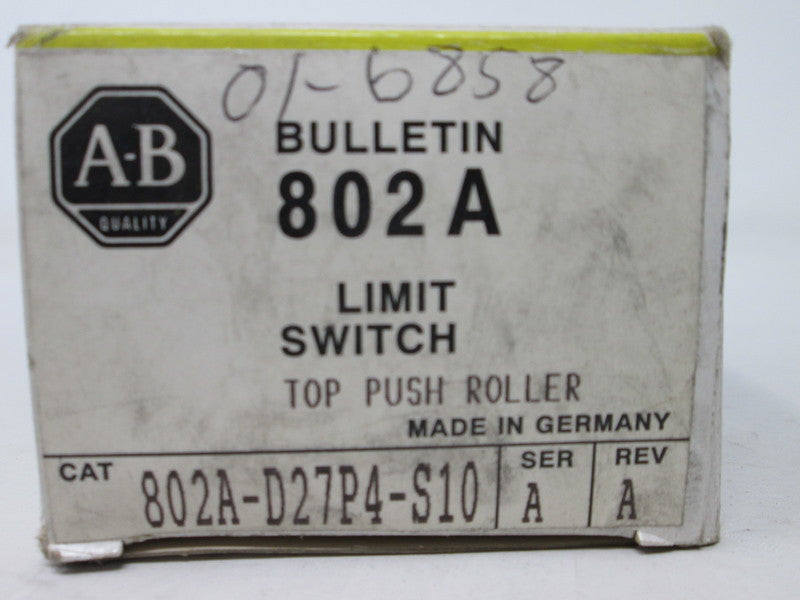 01-6858
A-B
QUALITY
BULLETIN
802A
LIMIT
SWITCH
TOP PUSH ROLLER
MADE IN GERMANY
CAT 802A-D27P4-S10
SER A
REV A